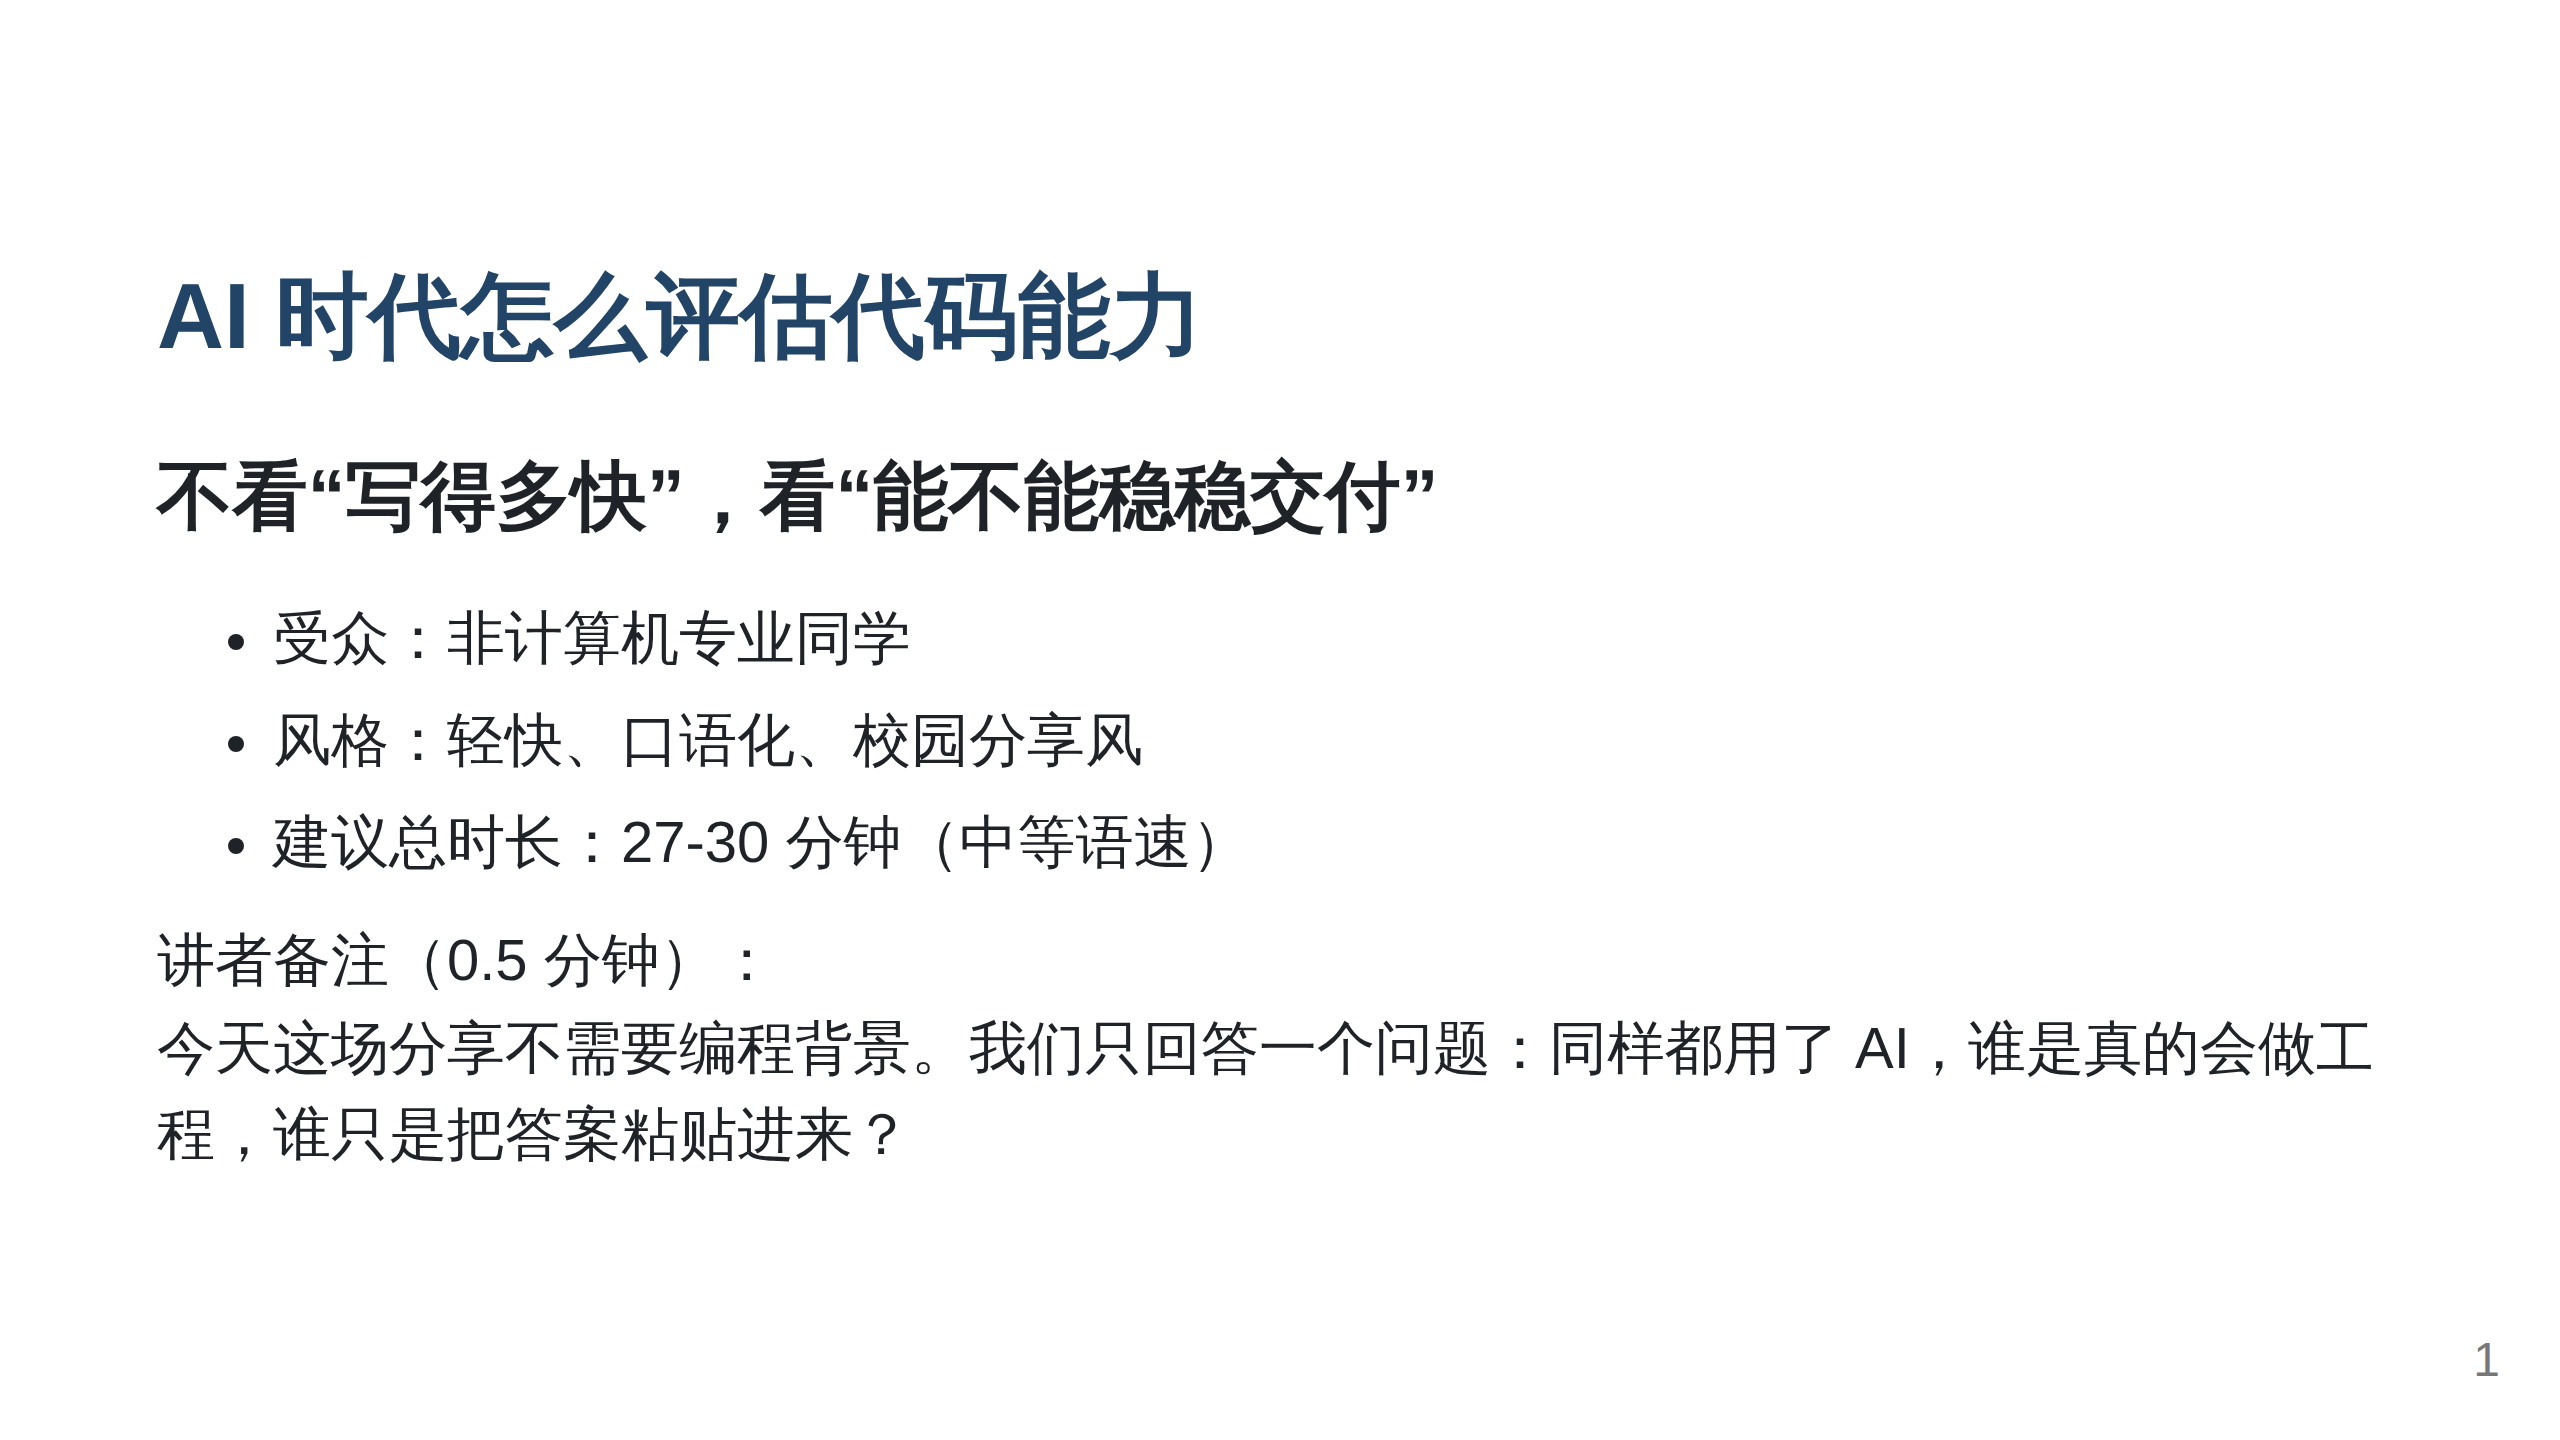 AI 时代怎么评估代码能力
不看“写得多快”，看“能不能稳稳交付”
• 受众：非计算机专业同学
• 风格：轻快、口语化、校园分享风
• 建议总时长：27-30 分钟（中等语速）
讲者备注（0.5 分钟）：
今天这场分享不需要编程背景。我们只回答一个问题：同样都用了 AI，谁是真的会做工
程，谁只是把答案粘贴进来？
1